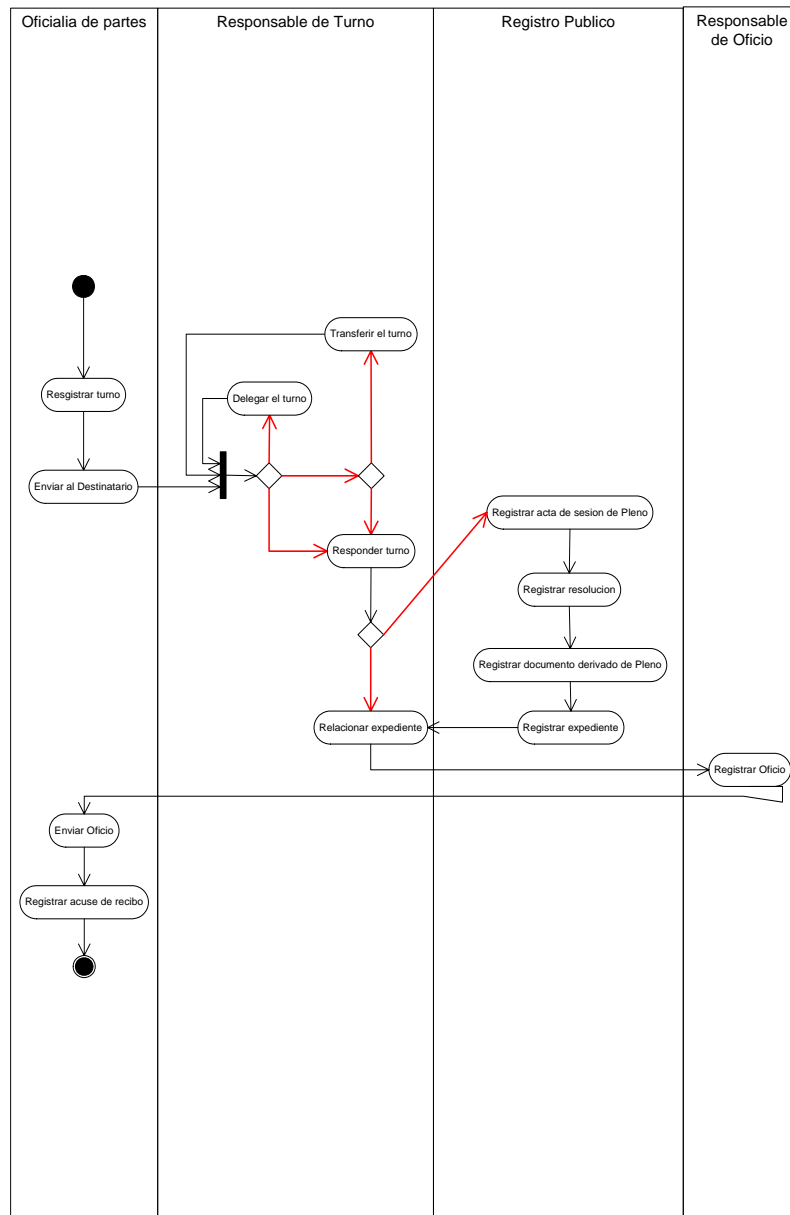 Oficialia de partes
Responsable de Turno
Registro Publico
Responsable
de Oficio
Transferir el turno
Resgistrar turno
Delegar el turno
Enviar al Destinatario
Registrar acta de sesion de Pleno
Responder turno
Registrar resolucion
Registrar documento derivado de Pleno
Relacionar expediente
Registrar expediente
Registrar Oficio
Enviar Oficio
Registrar acuse de recibo